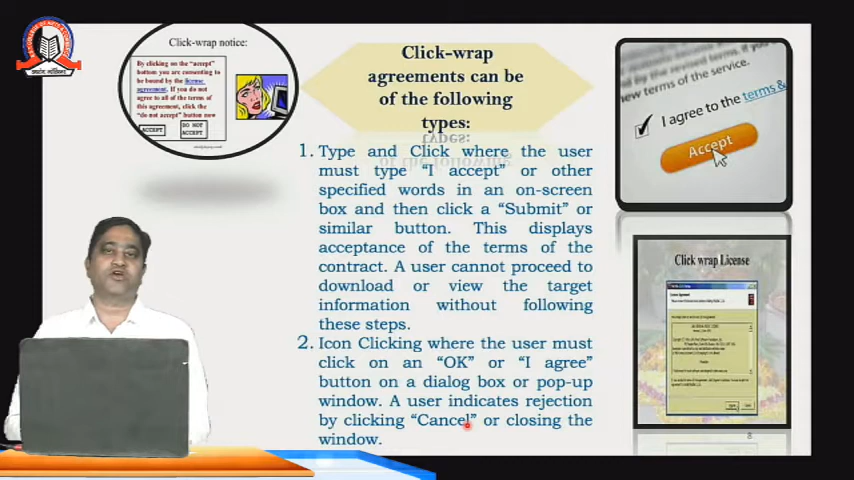 Click-wrap notice:
By clicking on the "accept"
bottom you are comenting to
be bound by the license
agreement. If you do not
agree to all of the terms of
this agreement, click the
"do not accept" button now
ACCEPT
DO NOT
ACCEPT
Click-wrap
agreements can be
of the following
types:
1. Type and Click where the user
must type "I accept" or other
specified words in an on-screen
box and then click a "Submit" or
similar button. This displays
acceptance of the terms of the
contract. A user cannot proceed to
download or view the target
information without following
these steps.
2. Icon Clicking where the user must
click on an "OK" or "I agree"
button on a dialog box or pop-up
window. A user indicates rejection
by clicking "Cancel" or closing the
window.
new terms of the service.
I agree to the terms &
Accept
Click wrap License
8